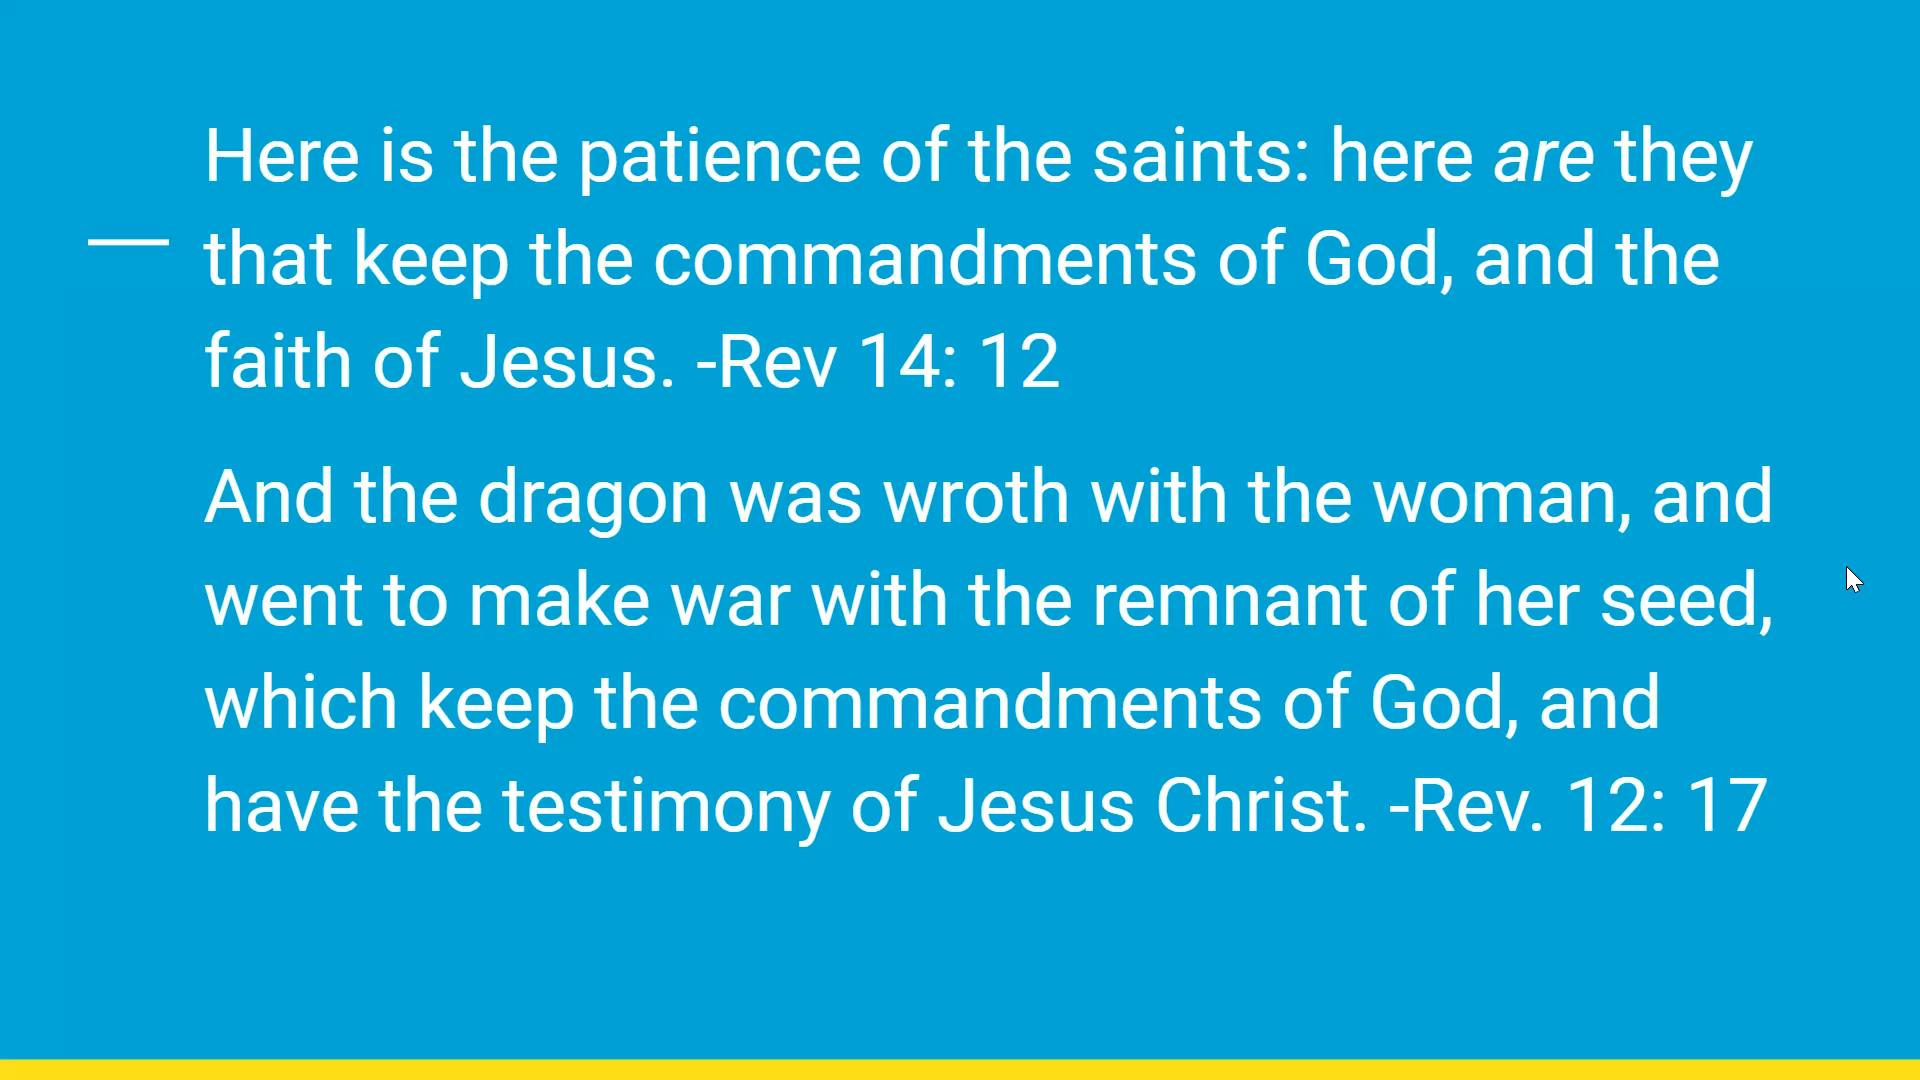 Here is the patience of the saints: here are they
that keep the commandments of God, and the
faith of Jesus. -Rev 14: 12
And the dragon was wroth with the woman, and
went to make war with the remnant of her seed,
which keep the commandments of God, and
have the testimony of Jesus Christ. -Rev. 12: 17